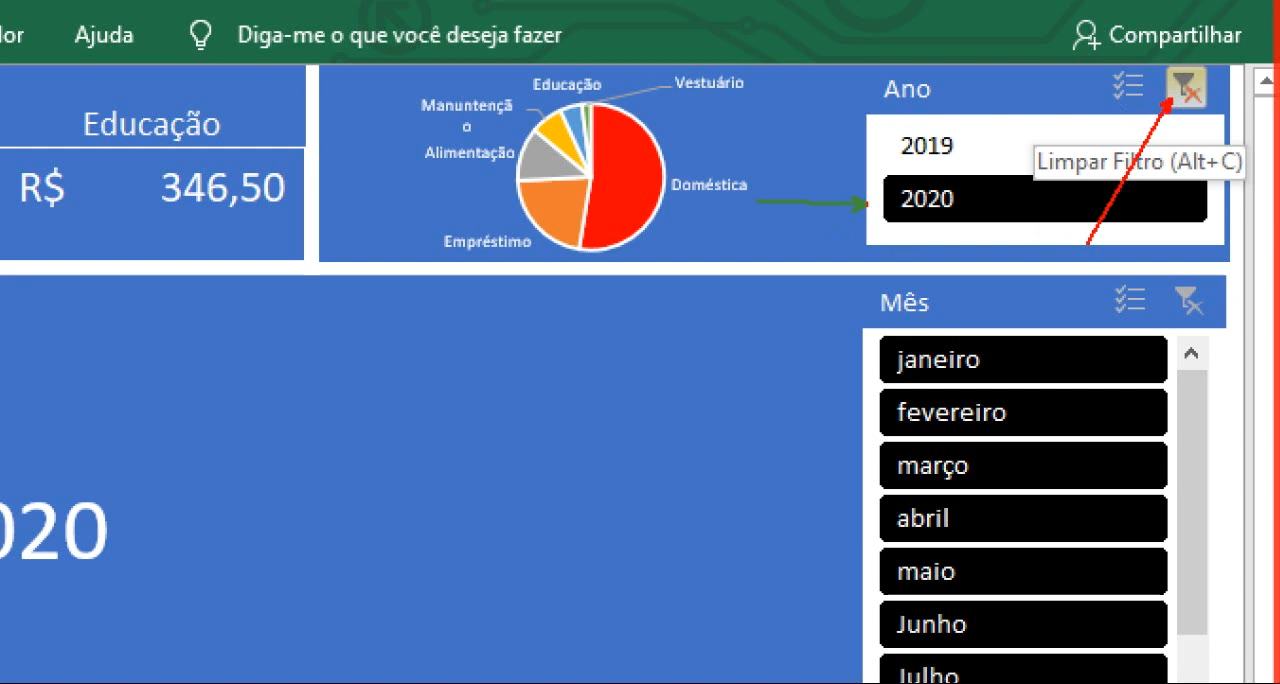 lor
Ajuda
Diga-me o que você deseja fazer
Compartilhar
Educação
R$ 346,50
Educação
Vestuário
Manuntençã
o
Alimentação
Doméstica
Empréstimo
Ano
2019
Limpar Filtro (Alt+C)
2020
020
Mês
janeiro
fevereiro
março
abril
maio
Junho
Julho